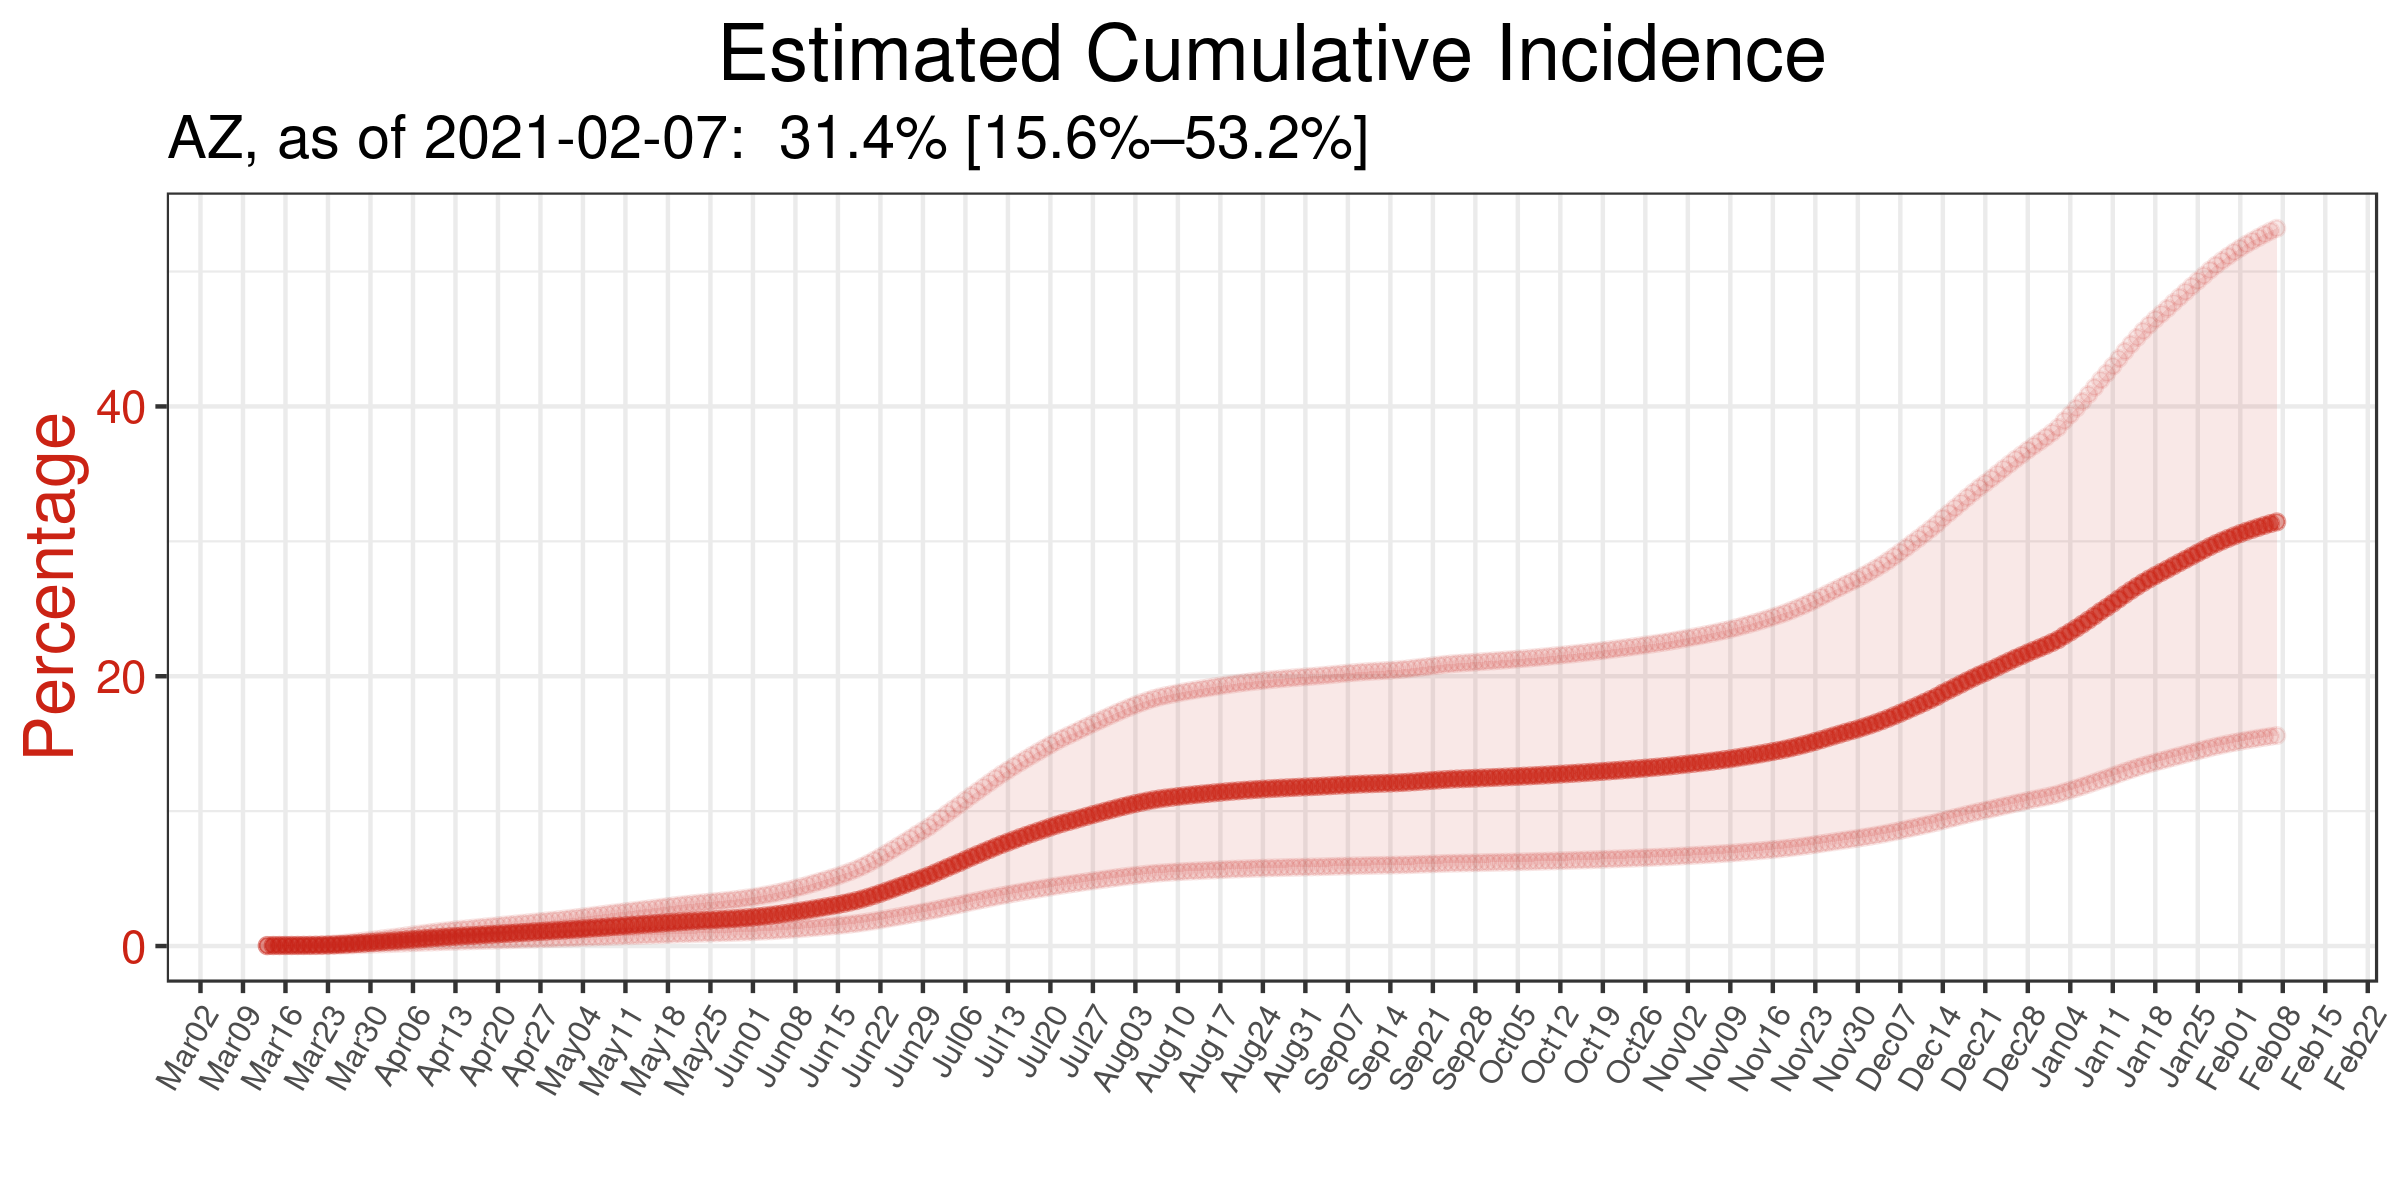 Estimated Cumulative Incidence
AZ, as of 2021-02-07:  31.4% [15.6%–53.2%]
Percentage
40
20
0
Mar02
Mar09
Mar16
Mar23
Mar30
Apr06
Apr13
Apr20
Apr27
May04
May11
May18
May25
Jun01
Jun08
Jun15
Jun22
Jun29
Jul06
Jul13
Jul20
Jul27
Aug03
Aug10
Aug17
Aug24
Aug31
Sep07
Sep14
Sep21
Sep28
Oct05
Oct12
Oct19
Oct26
Nov02
Nov09
Nov16
Nov23
Nov30
Dec07
Dec14
Dec21
Dec28
Jan04
Jan11
Jan18
Jan25
Feb01
Feb08
Feb15
Feb22